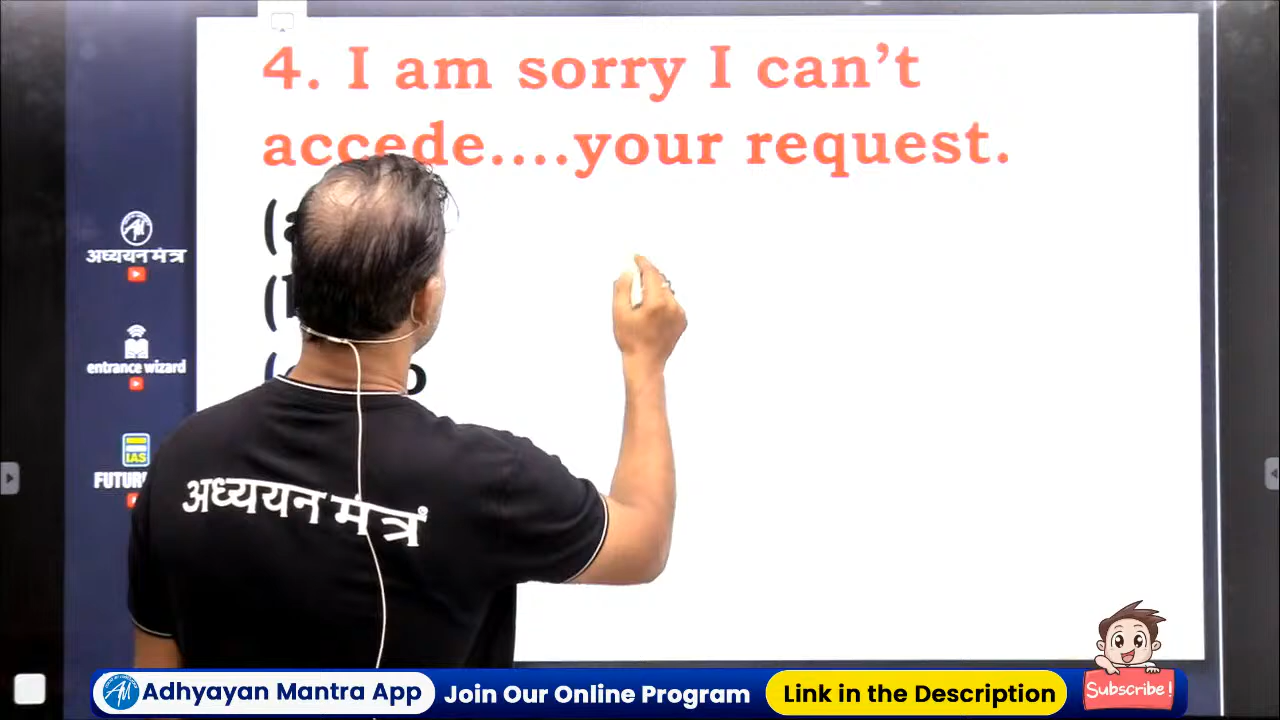 4. I am sorry I can't
accede....your request.
अध्ययन मंत्र
entrance wizard
IAS
अध्ययन मंत्रं
Adhyayan Mantra App
Join Our Online Program
Link in the Description
Subscribe!